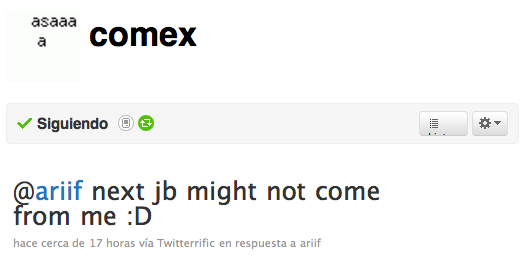 asaaa
a
comex
Siguiendo
@ariif next jb might not come
from me :D
hace cerca de 17 horas vía Twitterrific en respuesta a ariif